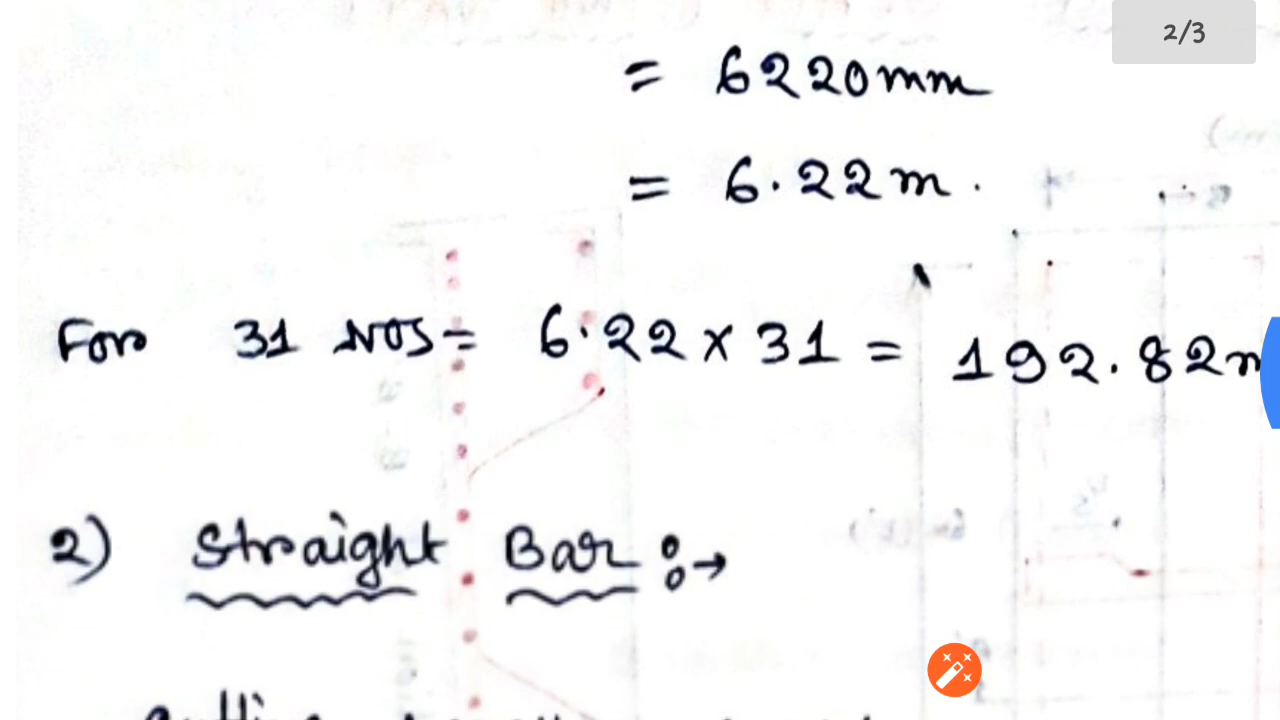 2/3
= 6220mm
= 6.22m.
For 31 NOS = 6.22 x 31 = 192.82m
2) Straight Bar :→